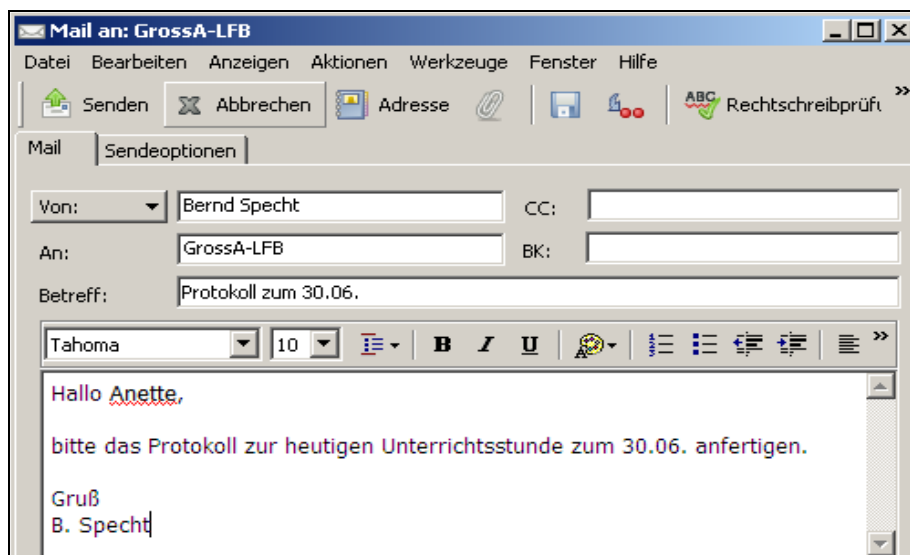 Mail an: GrossA-LFB
Datei Bearbeiten Anzeigen Aktionen Werkzeuge Fenster Hilfe
Senden Abbrechen Adresse ABC Rechtschreibprüfu »
Mail Sendeoptionen
Von: Bernd Specht CC:
An: GrossA-LFB BK:
Betreff: Protokoll zum 30.06.
Tahoma 10 B I U »
Hallo Anette,
bitte das Protokoll zur heutigen Unterrichtsstunde zum 30.06. anfertigen.
Gruß
B. Specht